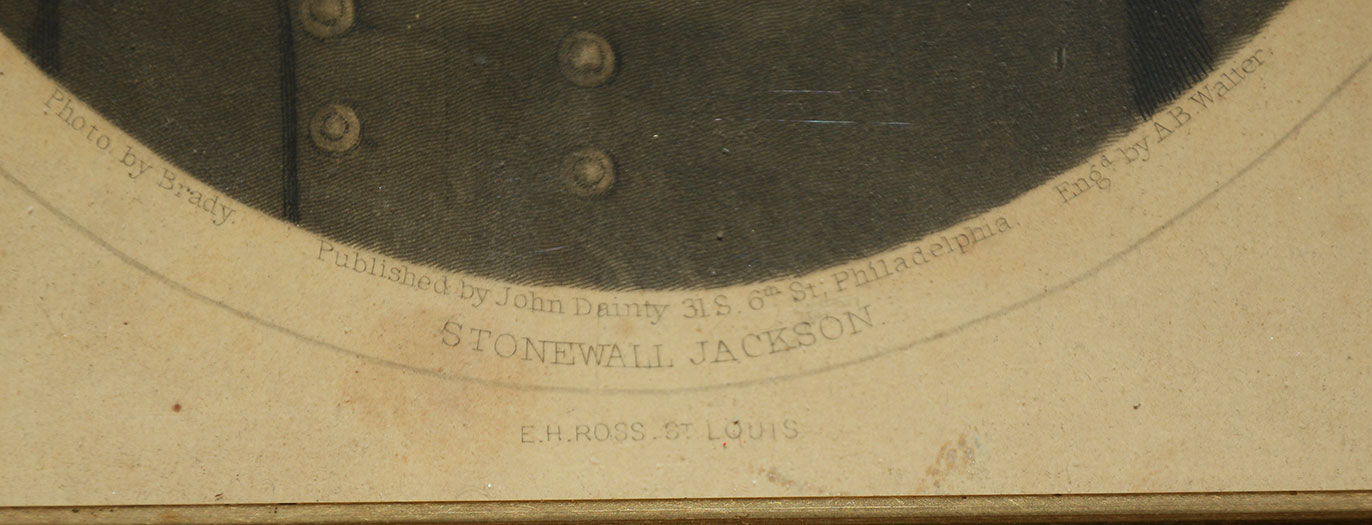 Photo. by Brady.
Published by John Dainty 31 S. 6th St. Philadelphia
Engd by A.B. Walter.
STONEWALL JACKSON.
E.H. ROSS. ST LOUIS